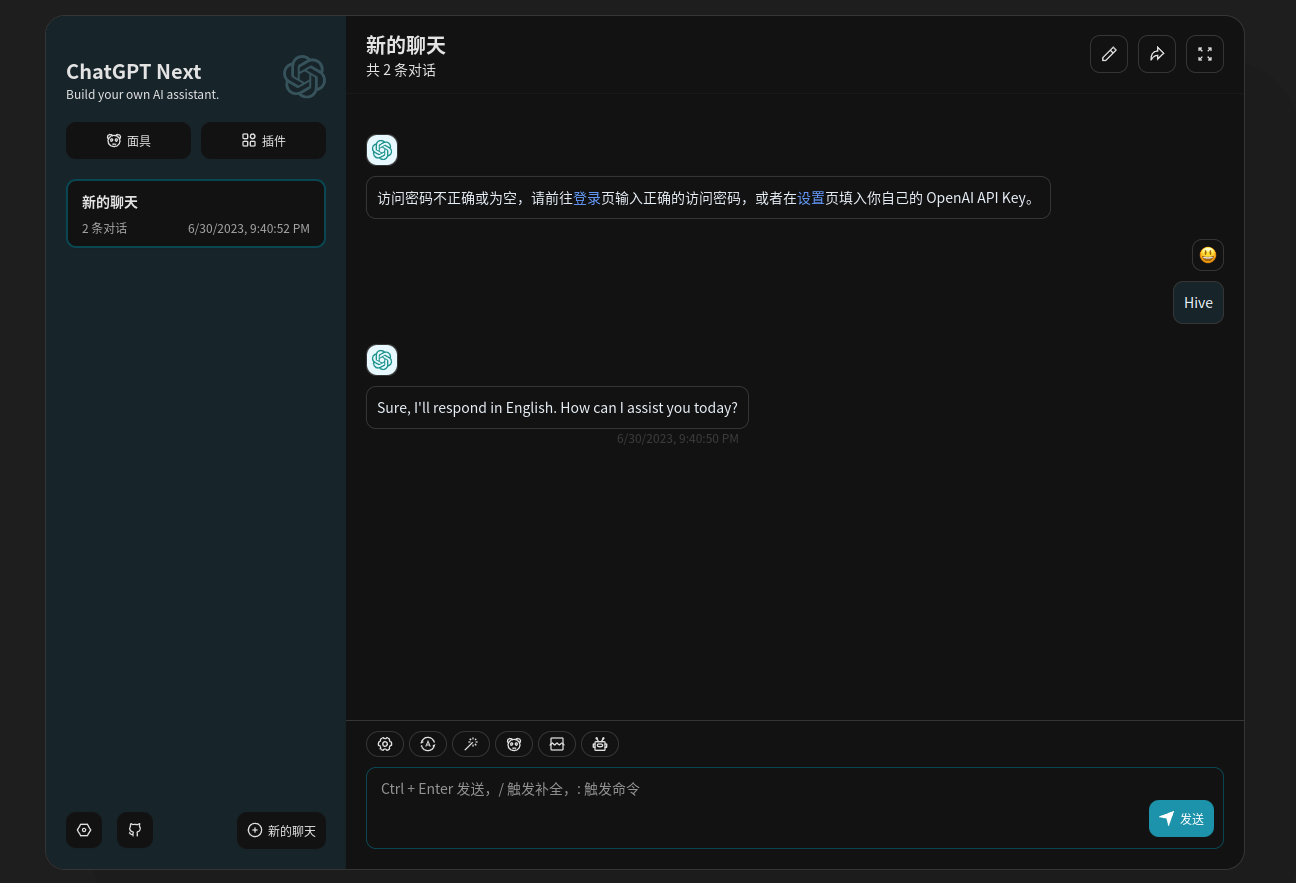 ChatGPT Next
Build your own AI assistant.
面具
插件
新的聊天
2 条对话
6/30/2023, 9:40:52 PM
新的聊天
新的聊天
共 2 条对话
访问密码不正确或为空，请前往登录页输入正确的访问密码，或者在设置页填入你自己的 OpenAI API Key。
Hive
Sure, I'll respond in English. How can I assist you today?
6/30/2023, 9:40:50 PM
Ctrl + Enter 发送，/ 触发补全，: 触发命令
发送